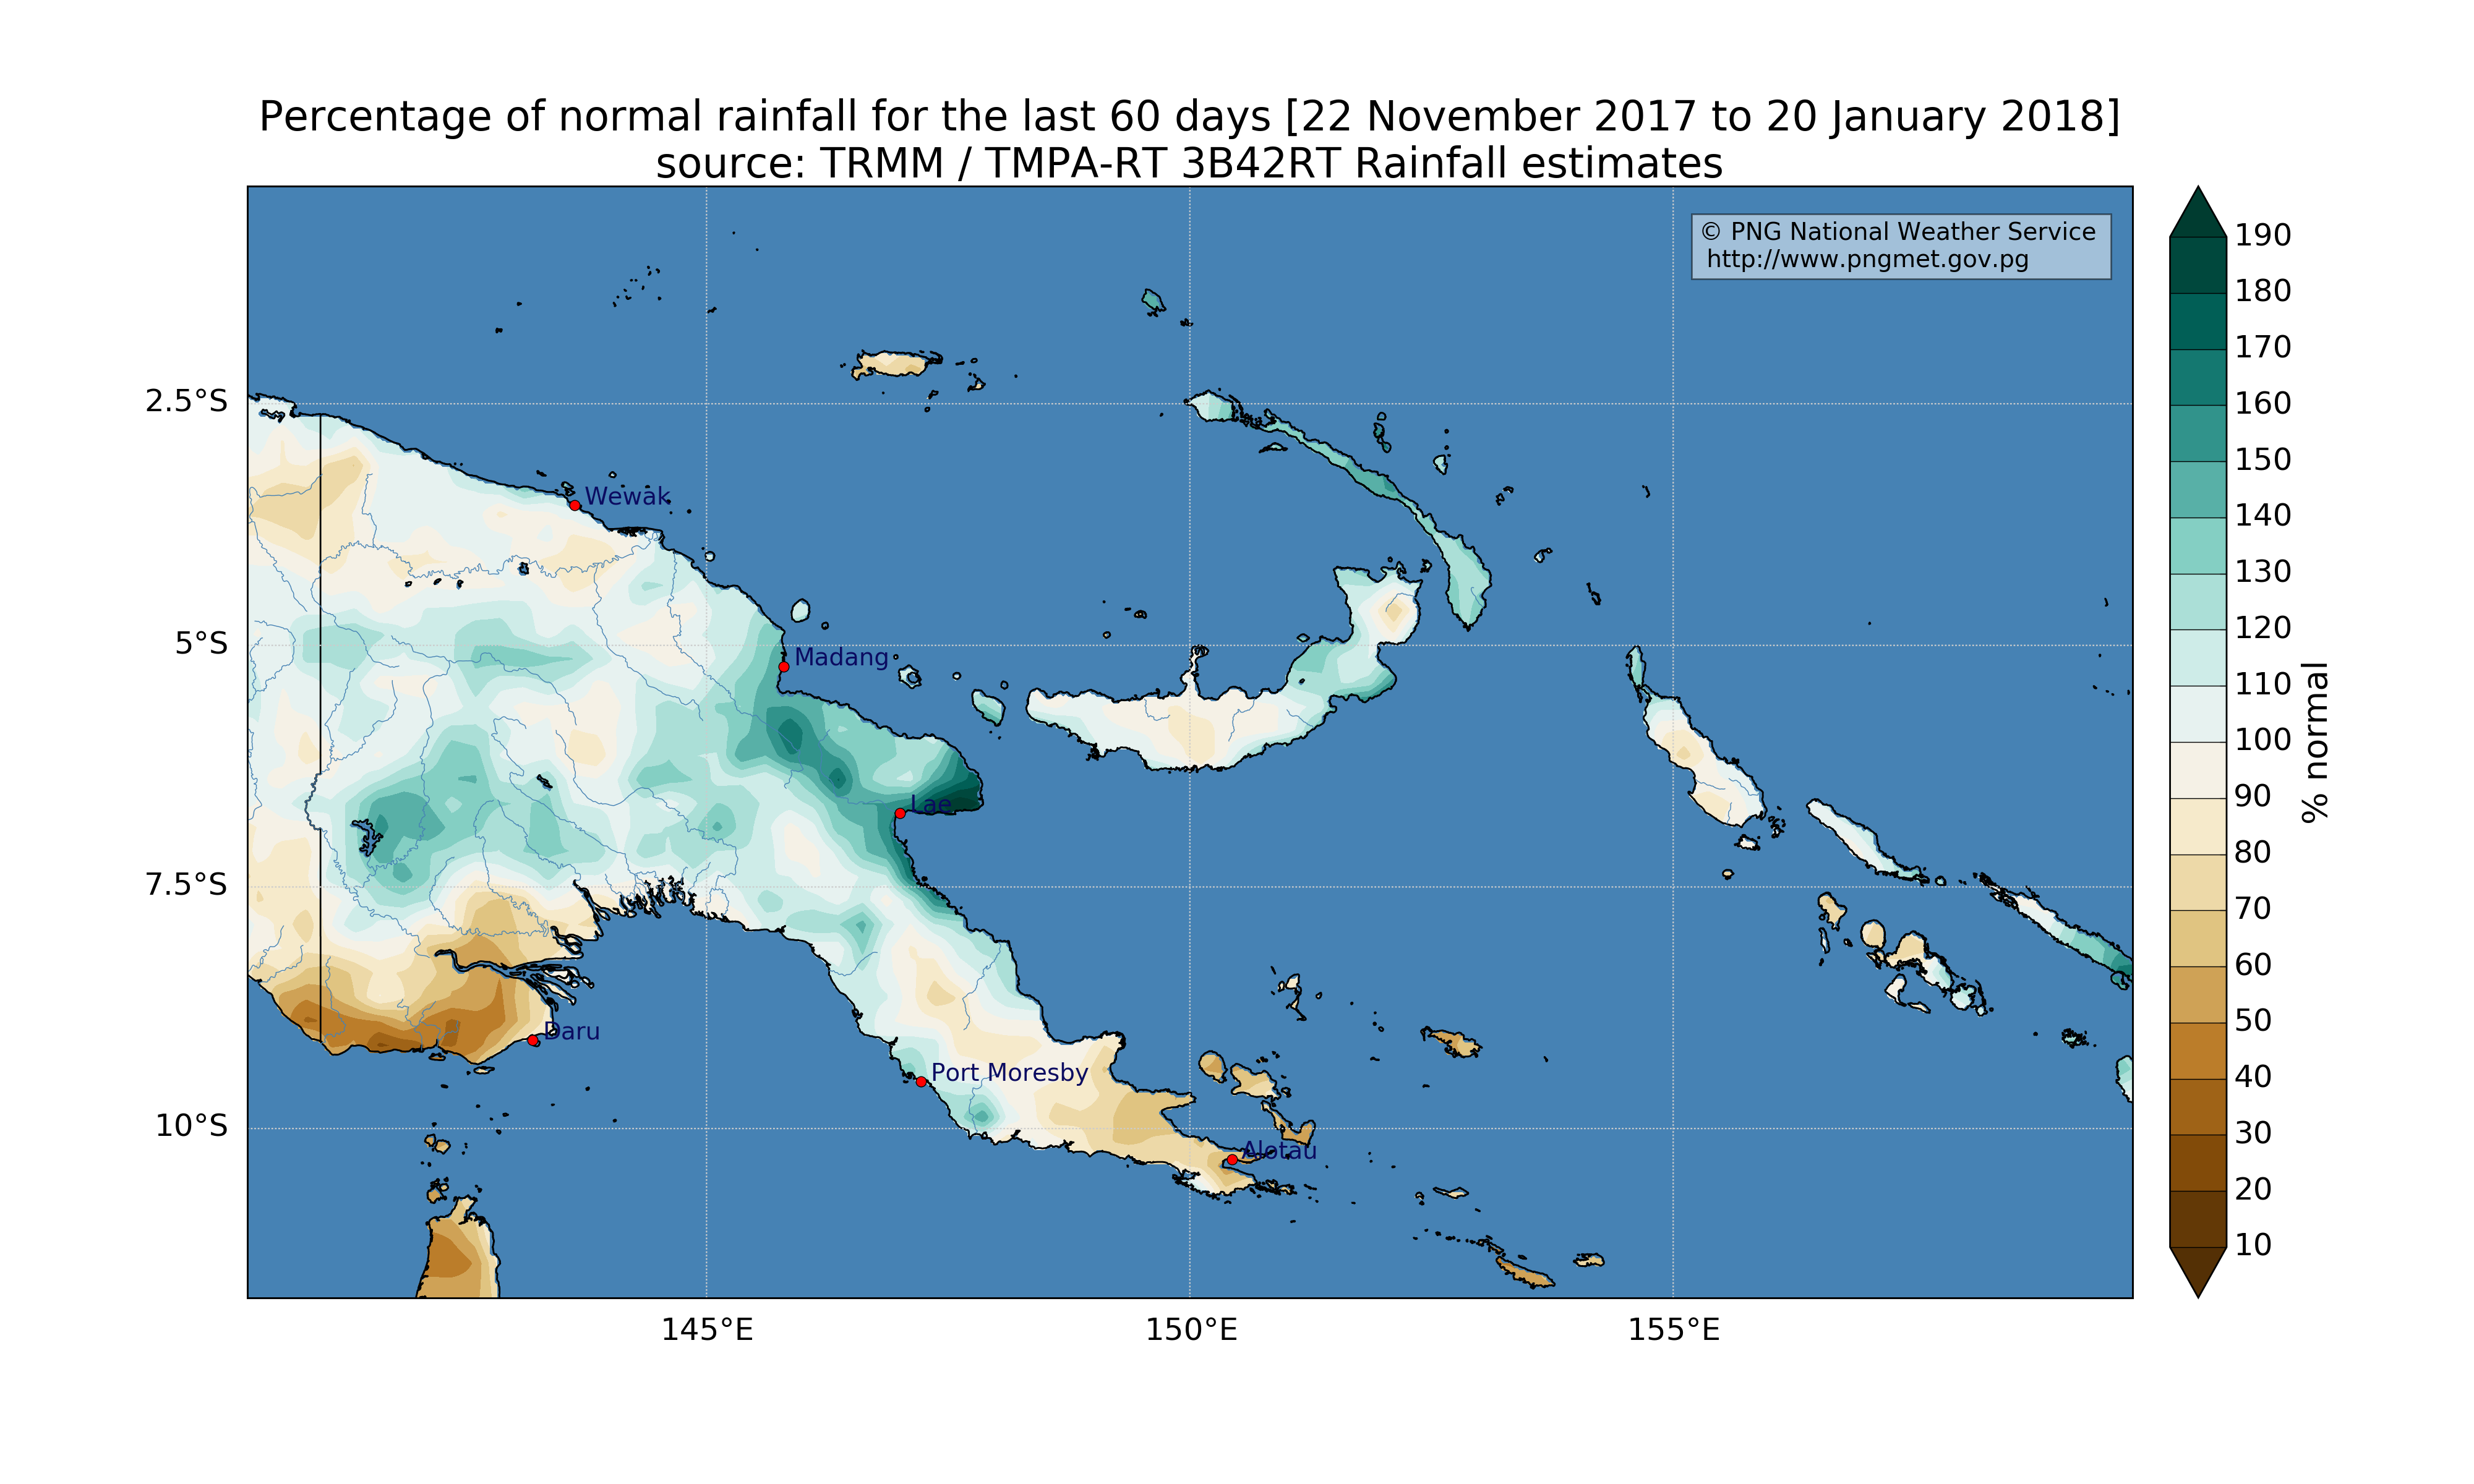 Percentage of normal rainfall for the last 60 days [22 November 2017 to 20 January 2018]
source: TRMM / TMPA-RT 3B42RT Rainfall estimates
© PNG National Weather Service
http://www.pngmet.gov.pg
2.5°S
5°S
7.5°S
10°S
Wewak
Madang
Lae
Daru
Port Moresby
Alotau
145°E
150°E
155°E
190
180
170
160
150
140
130
120
110
100
90
80
70
60
50
40
30
20
10
% normal